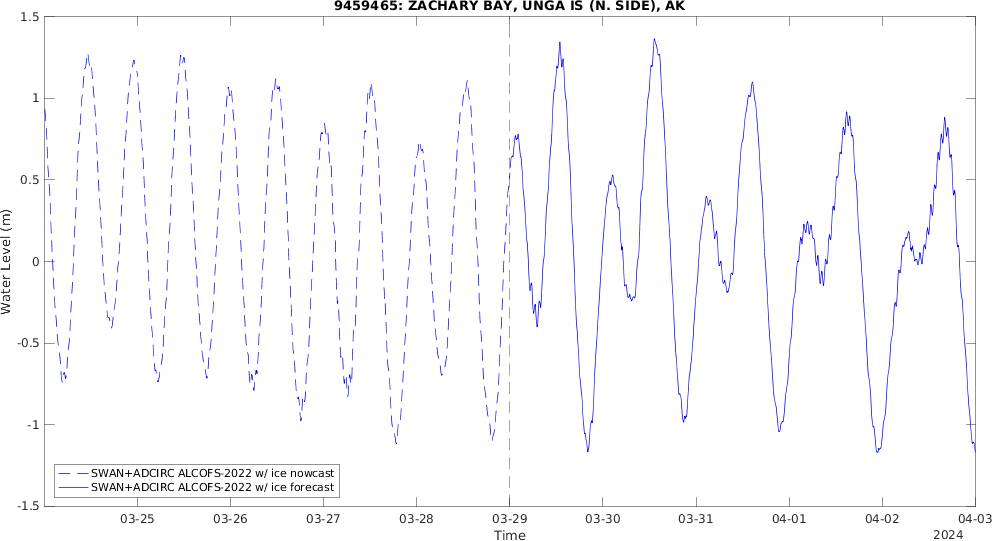 9459465: ZACHARY BAY, UNGA IS (N. SIDE), AK
1.5
1
0.5
0
-0.5
-1
-1.5
Water Level (m)
SWAN+ADCIRC ALCOFS-2022 w/ ice nowcast
SWAN+ADCIRC ALCOFS-2022 w/ ice forecast
03-25 03-26 03-27 03-28 03-29 03-30 03-31 04-01 04-02 04-03
Time
2024